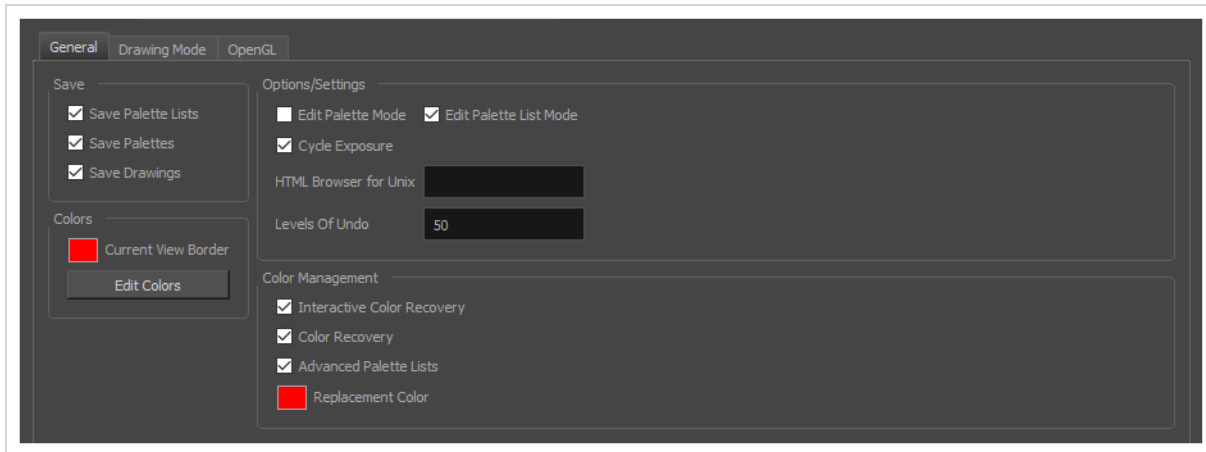 General Drawing Mode OpenGL
Save
Save Palette Lists
Save Palettes
Save Drawings
Colors
Current View Border
Edit Colors
Options/Settings
Edit Palette Mode Edit Palette List Mode
Cycle Exposure
HTML Browser for Unix
Levels Of Undo 50
Color Management
Interactive Color Recovery
Color Recovery
Advanced Palette Lists
Replacement Color